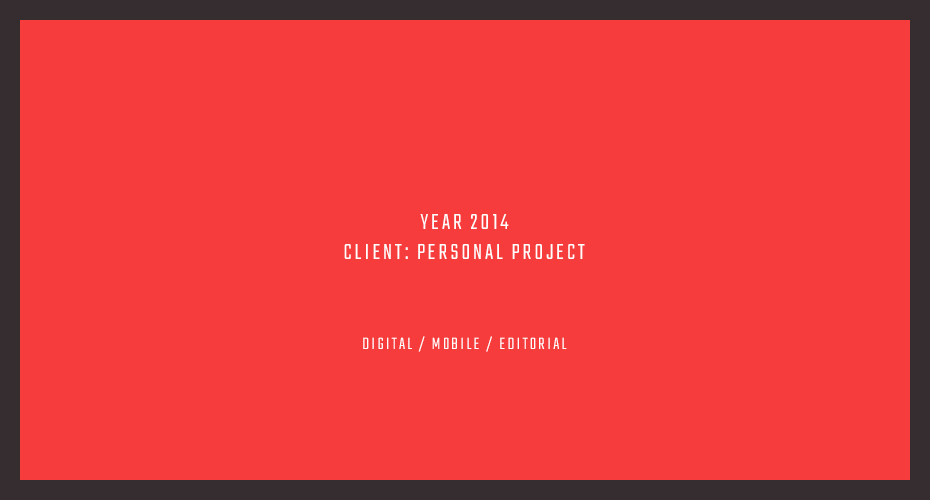 YEAR 2014
CLIENT: PERSONAL PROJECT
DIGITAL / MOBILE / EDITORIAL